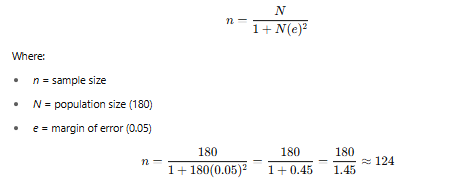 n = N / 1 + N(e)²
Where:
• n = sample size
• N = population size (180)
• e = margin of error (0.05)
n = 180 / 1 + 180(0.05)² = 180 / 1 + 0.45 = 180 / 1.45 ≈ 124